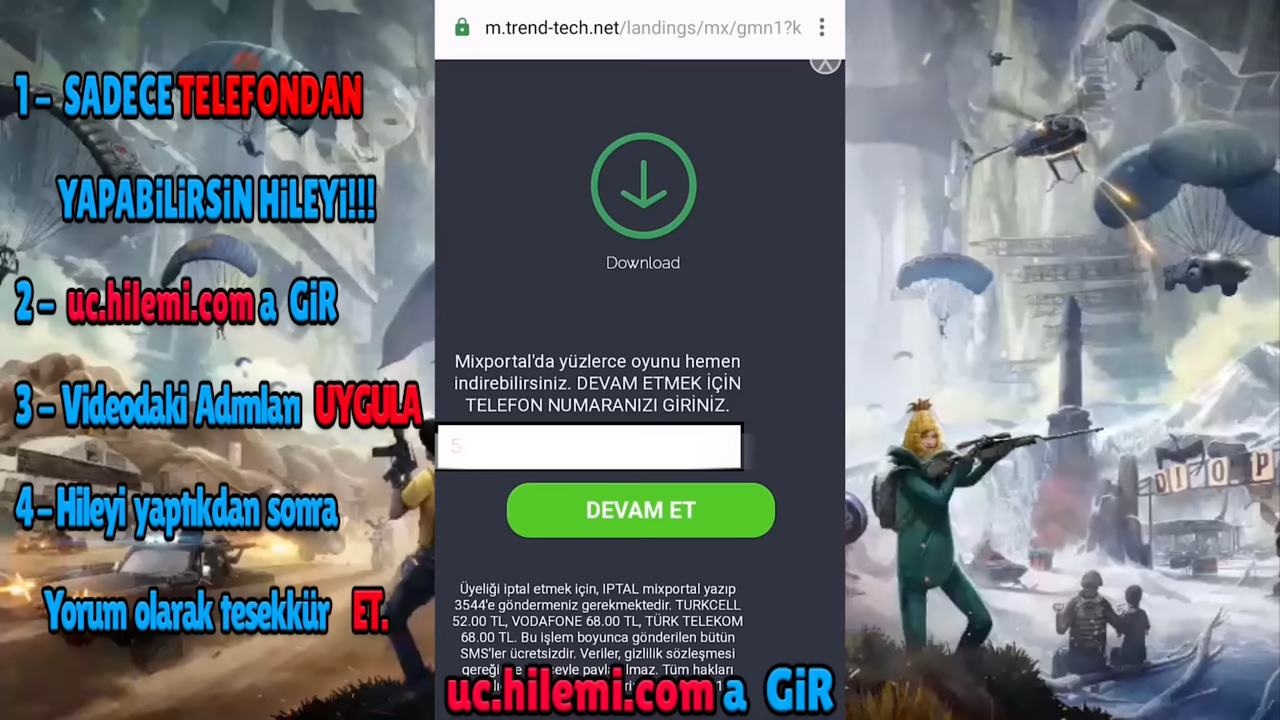 1- SADECE TELEFONDAN
YAPABiLiRSiN HiLEYi!!!
2- uc.hilemi.com a GiR
3- Videodaki Adımları UYGULA
4-Hileyi yaptıkdan sonra
Yorum olarak tesekkür ET.
m.trend-tech.net/landings/mx/gmn1?k
Download
Mixportal'da yüzlerce oyunu hemen
indirebilirsiniz. DEVAM ETMEK İÇİN
TELEFON NUMARANIZI GİRİNİZ.
5
DEVAM ET
Üyeliği iptal etmek için, IPTAL mixportal yazıp
3544'e göndermeniz gerekmektedir. TURKCELL
52.00 TL, VODAFONE 68.00 TL, TÜRK TELEKOM
68.00 TL. Bu işlem boyunca gönderilen bütün
SMS'ler ücretsizdir. Veriler, gizlilik sözleşmesi
gereği Tüm hakları
uc.hilemi.com a GiR